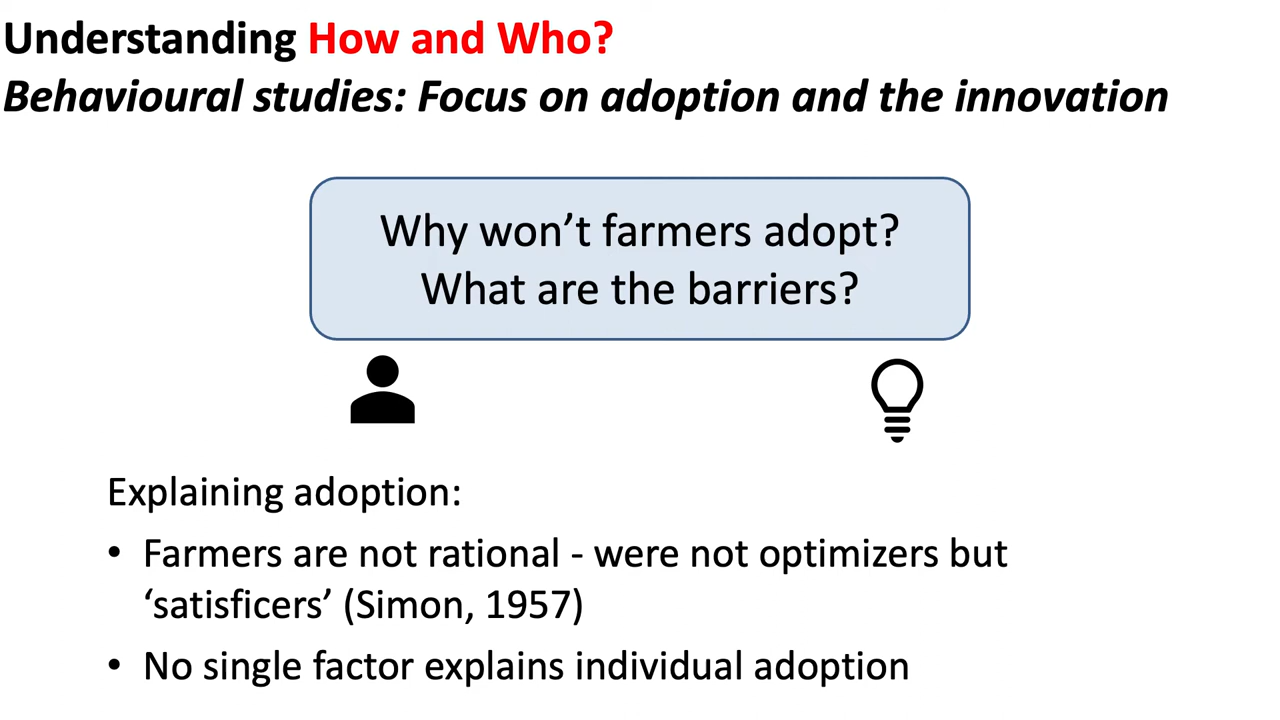 Understanding How and Who?
Behavioural studies: Focus on adoption and the innovation
Why won’t farmers adopt?
What are the barriers?
Explaining adoption:
• Farmers are not rational - were not optimizers but
‘satisficers’ (Simon, 1957)
• No single factor explains individual adoption